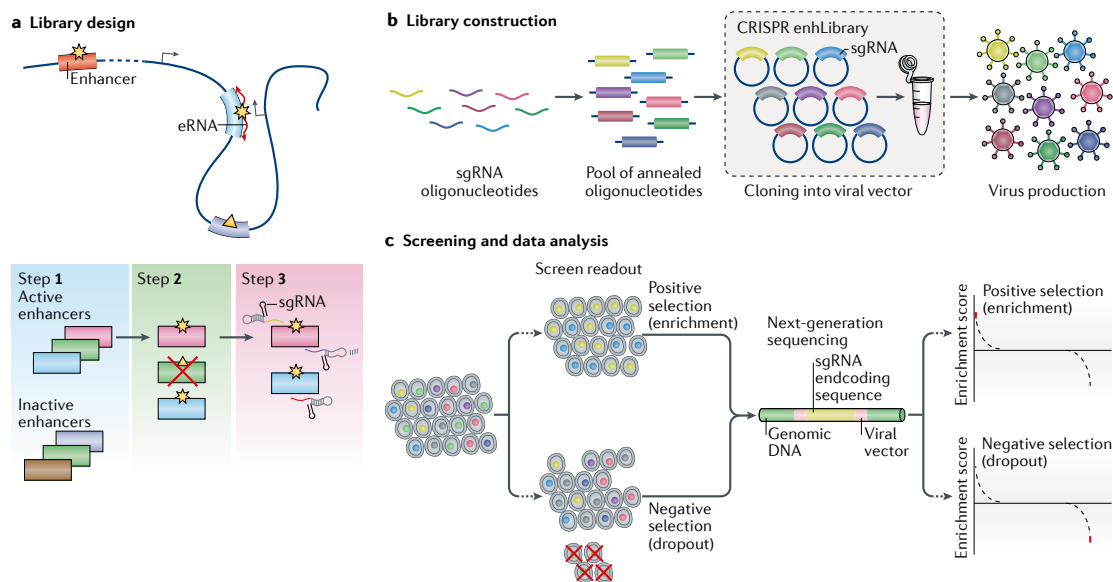 a Library design
Enhancer
eRNA
Step 1
Active
enhancers
Inactive
enhancers
Step 2
Step 3
sgRNA
b Library construction
sgRNA
oligonucleotides
Pool of annealed
oligonucleotides
CRISPR enhLibrary
sgRNA
Cloning into viral vector
Virus production
c Screening and data analysis
Screen readout
Positive
selection
(enrichment)
Negative
selection
(dropout)
Next-generation
sequencing
sgRNA
endcoding
sequence
Genomic
DNA
Viral
vector
Enrichment score
Positive selection
(enrichment)
Enrichment score
Negative selection
(dropout)